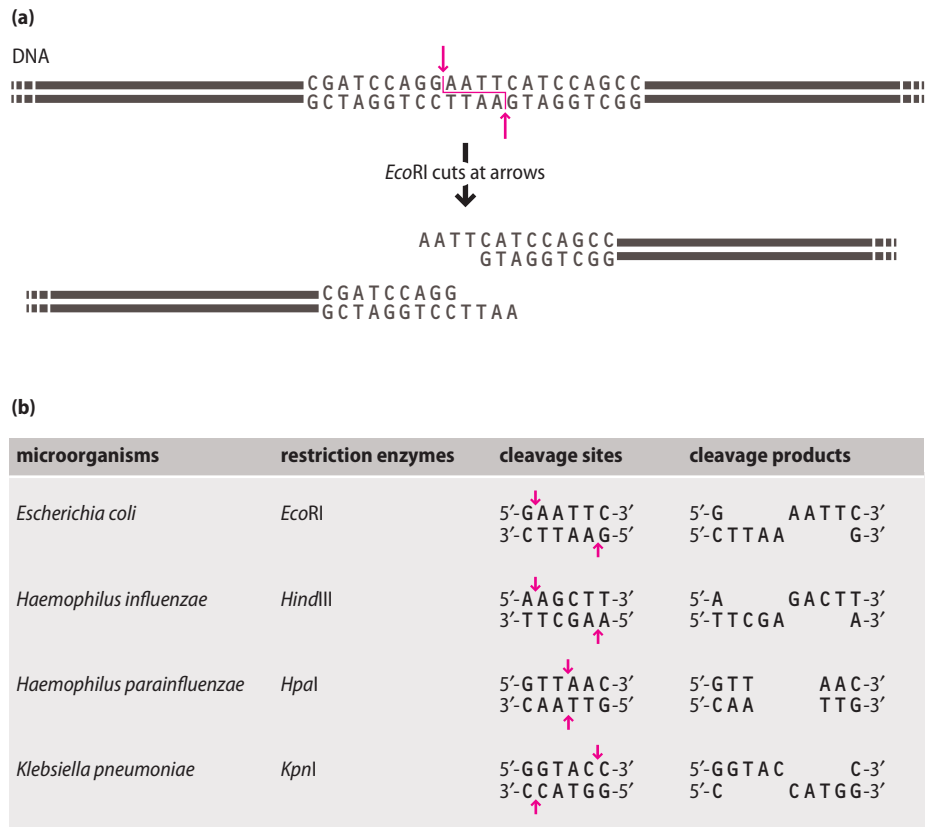 (a)
DNA
CGATCCAGGAATTCATCCAGCC
GCTAGGTCCTTAAGTAGGTCGG
EcoRI cuts at arrows
AATTCATCCAGCC
GTAGGTCGG
CGATCCAGG
GCTAGGTCCTTAA
(b)
microorganisms restriction enzymes cleavage sites cleavage products
Escherichia coli EcoRI 5′-GAATTC-3′ 5′-G AATTC-3′
3′-CTTAAG-5′ 5′-CTTAA G-3′
Haemophilus influenzae HindIII 5′-AAGCTT-3′ 5′-A GACTT-3′
3′-TTCGAA-5′ 5′-TTCGA A-3′
Haemophilus parainfluenzae HpaI 5′-GTTAAC-3′ 5′-GTT AAC-3′
3′-CAATTG-5′ 5′-CAA TTG-3′
Klebsiella pneumoniae KpnI 5′-GGTACC-3′ 5′-GGTAC C-3′
3′-CCATGG-5′ 5′-C CATGG-3′